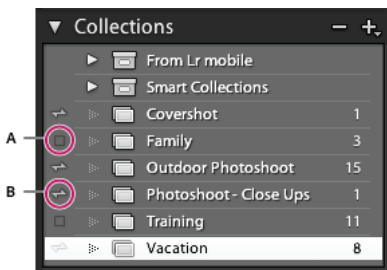 Collections
From Lr mobile
Smart Collections
Covershot 1
A Family 3
Outdoor Photoshoot 15
B Photoshoot - Close Ups 1
Training 11
Vacation 8